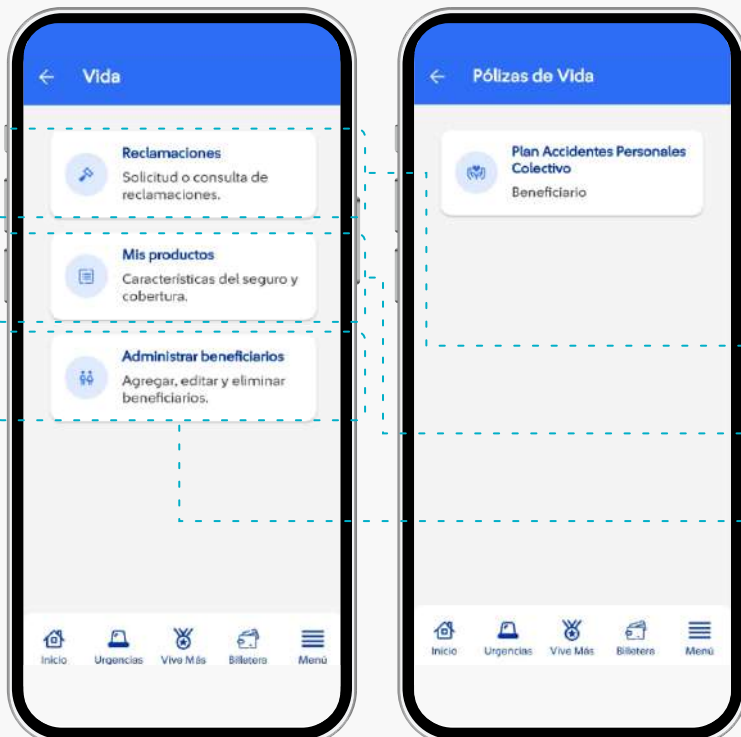 Vida
Reclamaciones
Solicitud o consulta de
reclamaciones.
Mis productos
Características del seguro y
cobertura.
Administrar beneficiarios
Agregar, editar y eliminar
beneficiarios.
Inicio Urgencias Vive Más Billetera Menú
Pólizas de Vida
Plan Accidentes Personales
Colectivo
Beneficiario
Inicio Urgencias Vive Más Billetera Menú